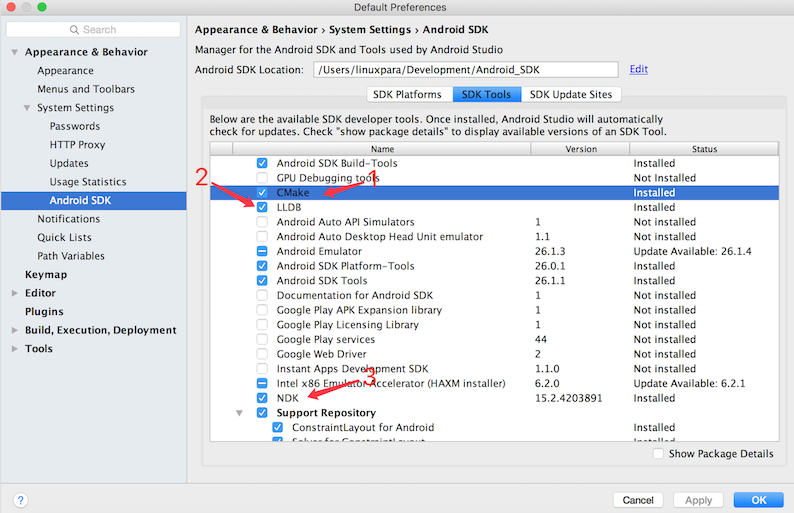 Default Preferences
Search
Appearance & Behavior
Appearance
Menus and Toolbars
System Settings
Passwords
HTTP Proxy
Updates
Usage Statistics
Android SDK
Notifications
Quick Lists
Path Variables
Keymap
Editor
Plugins
Build, Execution, Deployment
Tools
Appearance & Behavior › System Settings › Android SDK
Manager for the Android SDK and Tools used by Android Studio
Android SDK Location: /Users/linuxpara/Development/Android_SDK Edit
SDK Platforms SDK Tools SDK Update Sites
Below are the available SDK developer tools. Once installed, Android Studio will automatically
check for updates. Check "show package details" to display available versions of an SDK Tool.
Name Version Status
Android SDK Build-Tools Installed
GPU Debugging tools Not installed
1
CMake Installed
2
LLDB Installed
Android Auto API Simulators 1 Not installed
Android Auto Desktop Head Unit emulator 1.1 Not installed
Android Emulator 26.1.3 Update Available: 26.1.4
Android SDK Platform-Tools 26.0.1 Installed
Android SDK Tools 26.1.1 Installed
Documentation for Android SDK 1 Not installed
Google Play APK Expansion library 1 Not installed
Google Play Licensing Library 1 Not installed
Google Play services 44 Not installed
Google Web Driver 2 Not installed
Instant Apps Development SDK 1.1.0 Not installed
3
Intel x86 Emulator Accelerator (HAXM installer) 6.2.0 Update Available: 6.2.1
NDK 15.2.4203891 Installed
Support Repository
ConstraintLayout for Android Installed
Solver for ConstraintLayout Installed
Show Package Details
? Cancel Apply OK